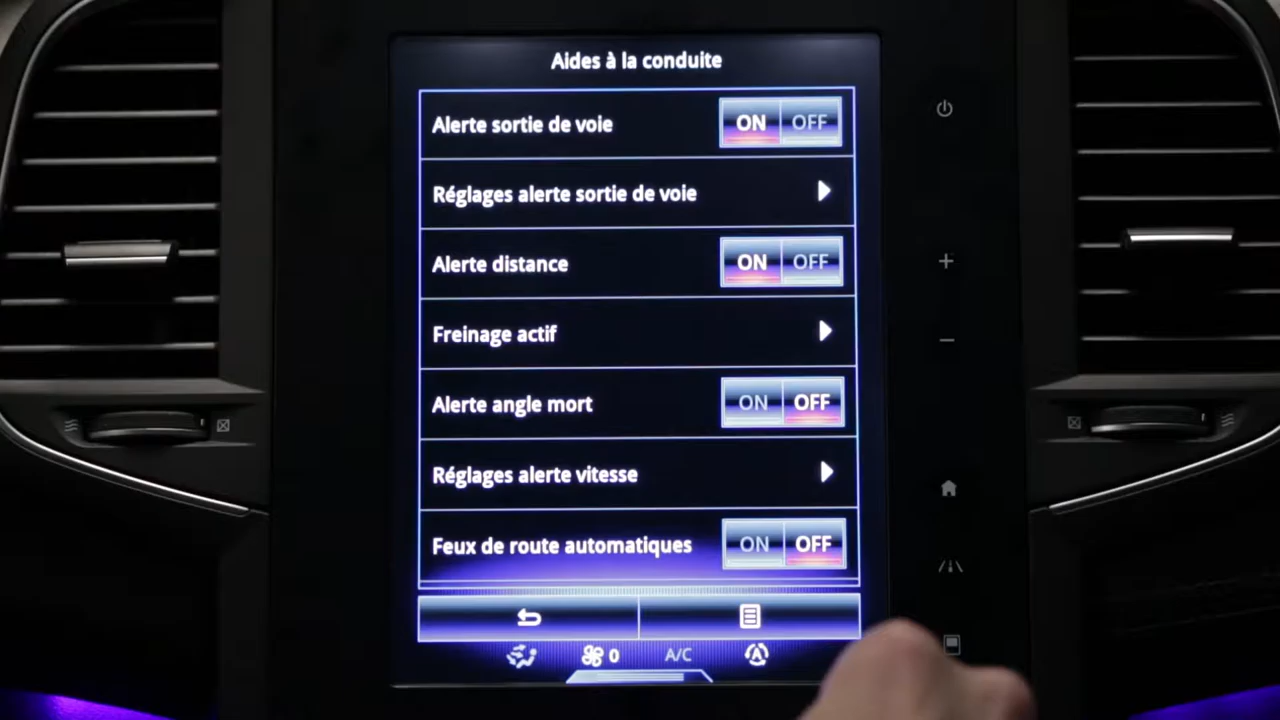 Aides à la conduite
Alerte sortie de voie ON OFF
Réglages alerte sortie de voie
Alerte distance ON OFF
Freinage actif
Alerte angle mort ON OFF
Réglages alerte vitesse
Feux de route automatiques ON OFF
0 A/C A